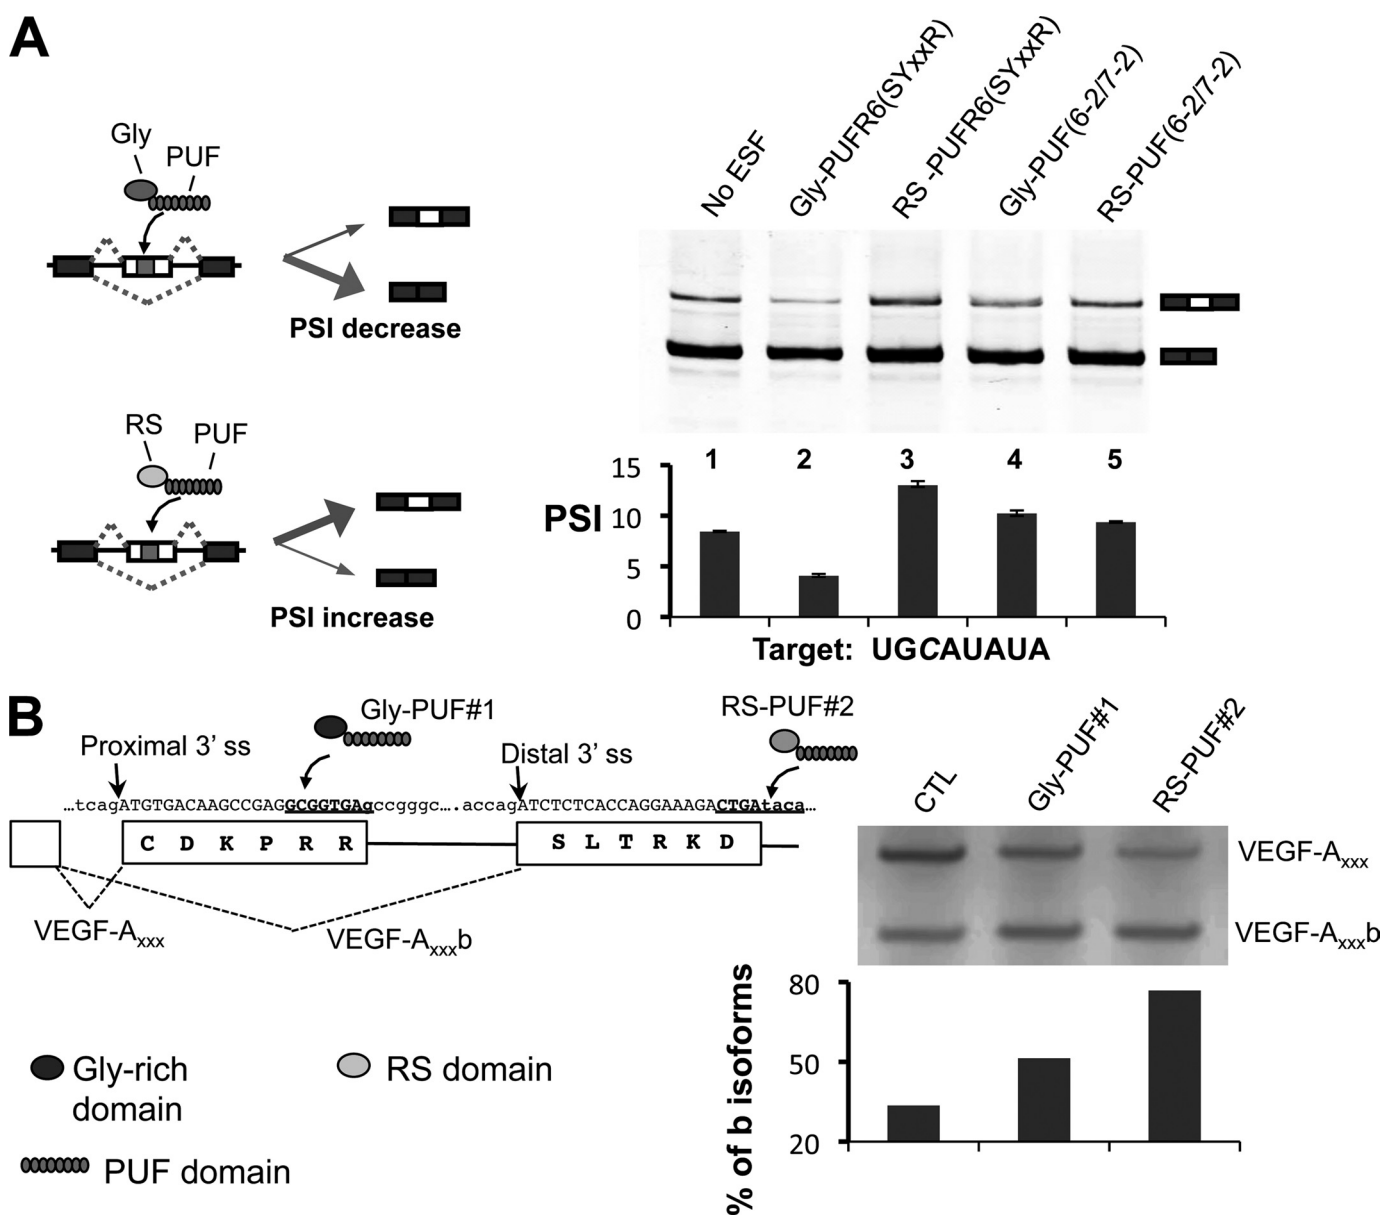 A
Gly
PUF
PSI decrease
RS
PUF
PSI increase
No ESF
Gly-PUFR6(SYxxR)
RS -PUFR6(SYxxR)
Gly-PUF(6-2/7-2)
RS-PUF(6-2/7-2)
1 2 3 4 5
PSI
15
10
5
0
Target: UGCAUAUA
B
Gly-PUF#1
RS-PUF#2
Proximal 3' ss
Distal 3' ss
…tcagATGTGACAAGCCGAGGCGGTGAgccgggc….accagATCTCTCACCAGGAAAGACTGAtaca…
C D K P R R
S L T R K D
VEGF-Axxx
VEGF-Axxxb
Gly-rich
domain
RS domain
PUF domain
CTL
Gly-PUF#1
RS-PUF#2
VEGF-Axxx
VEGF-Axxxb
% of b isoforms
80
50
20